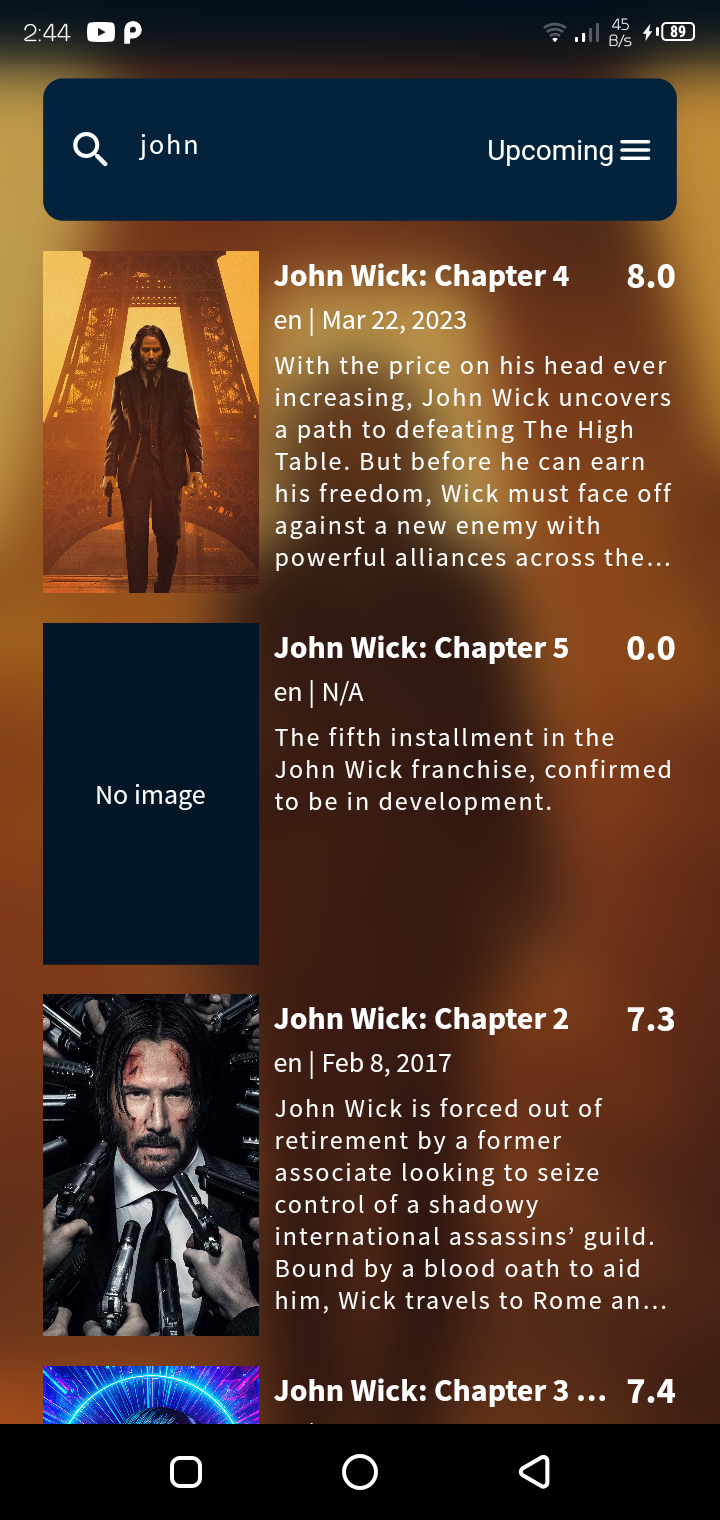 2:44
45
B/s
89
john
Upcoming
John Wick: Chapter 4
8.0
en | Mar 22, 2023
With the price on his head ever
increasing, John Wick uncovers
a path to defeating The High
Table. But before he can earn
his freedom, Wick must face off
against a new enemy with
powerful alliances across the...
John Wick: Chapter 5
0.0
en | N/A
No image
The fifth installment in the
John Wick franchise, confirmed
to be in development.
John Wick: Chapter 2
7.3
en | Feb 8, 2017
John Wick is forced out of
retirement by a former
associate looking to seize
control of a shadowy
international assassins’ guild.
Bound by a blood oath to aid
him, Wick travels to Rome an...
John Wick: Chapter 3 ...
7.4